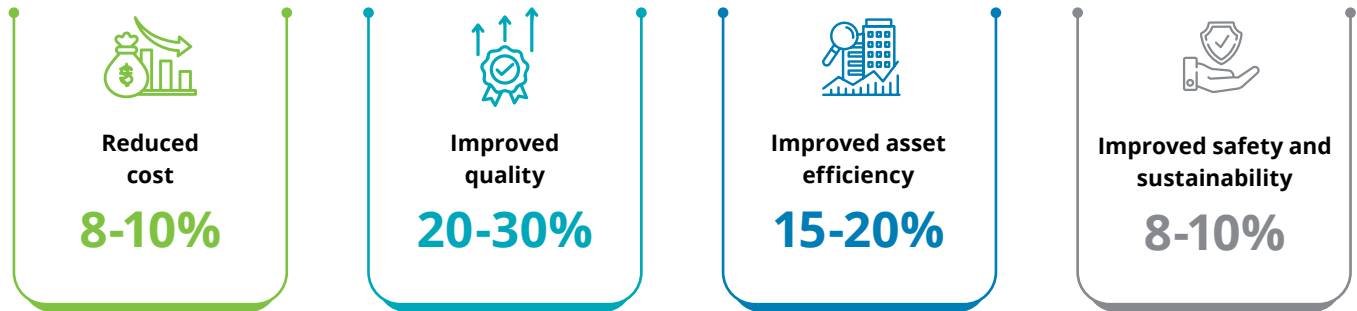 Reduced
cost
8-10%
Improved
quality
20-30%
Improved asset
efficiency
15-20%
Improved safety and
sustainability
8-10%